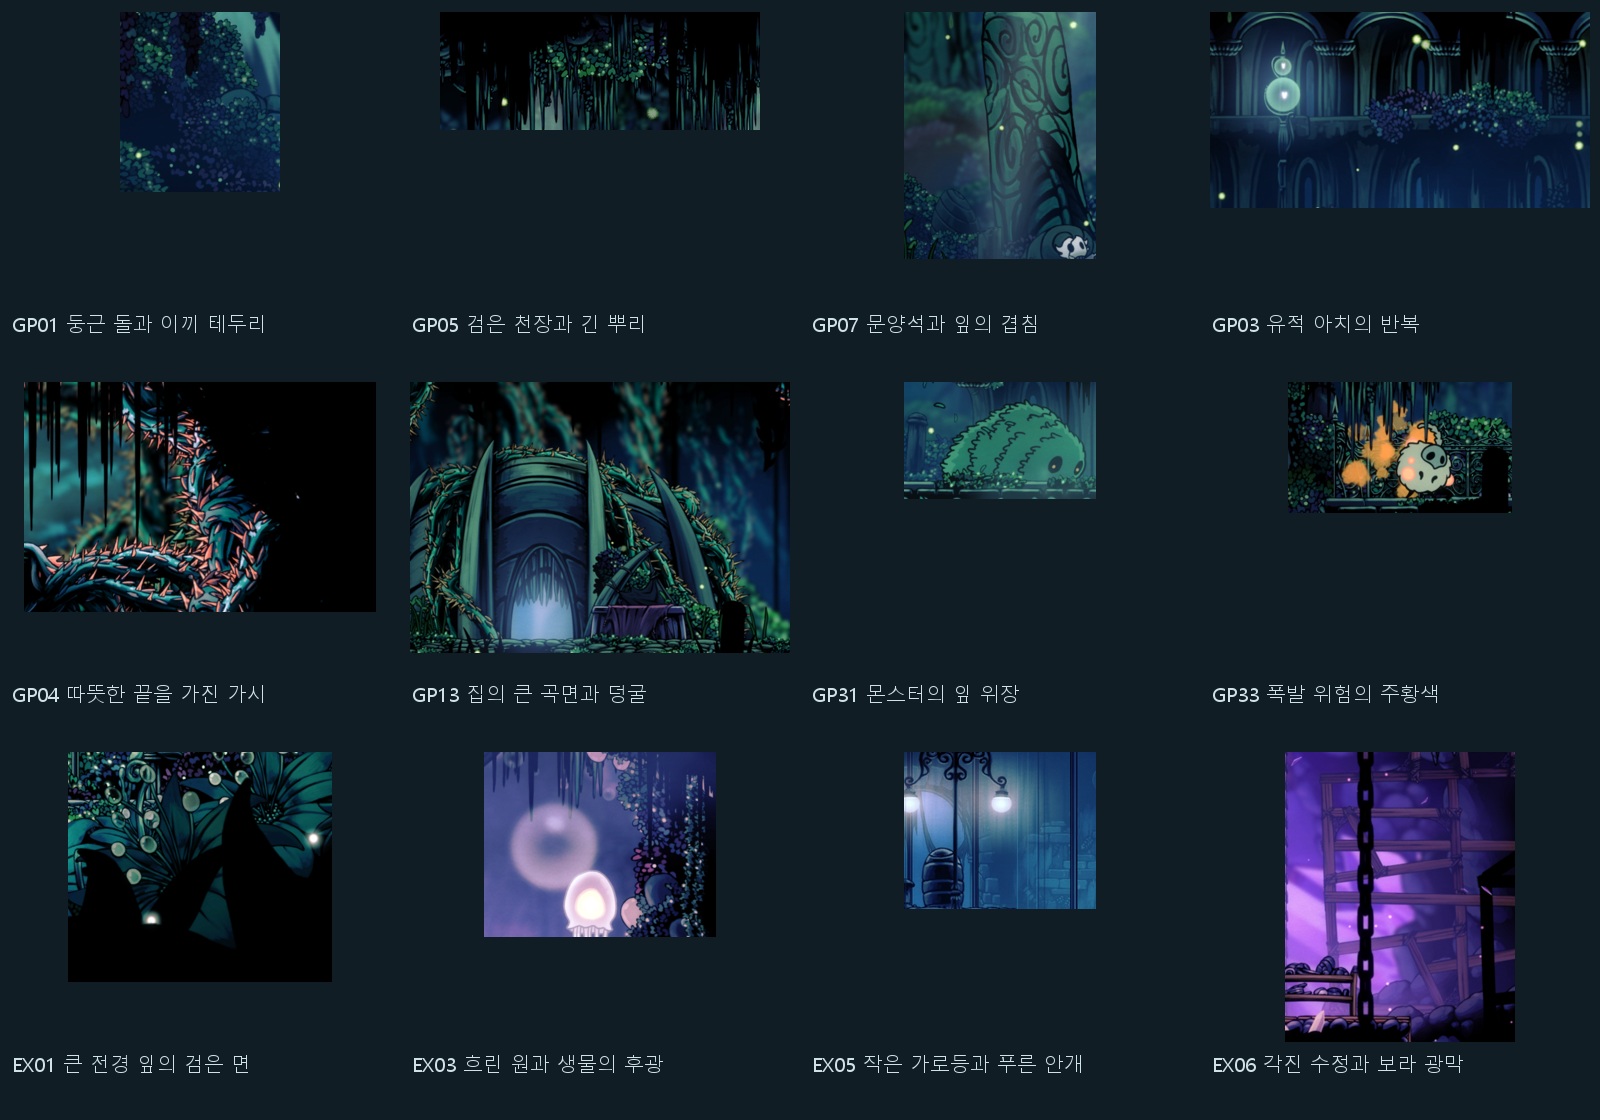 GP01 둥근 돌과 이끼 테두리
GP05 검은 천장과 긴 뿌리
GP07 문양석과 잎의 겹침
GP03 유적 아치의 반복
GP04 따뜻한 끝을 가진 가시
GP13 집의 큰 곡면과 덩굴
GP31 몬스터의 잎 위장
GP33 폭발 위험의 주황색
EX01 큰 전경 잎의 검은 면
EX03 흐린 원과 생물의 후광
EX05 작은 가로등과 푸른 안개
EX06 각진 수정과 보라 광막